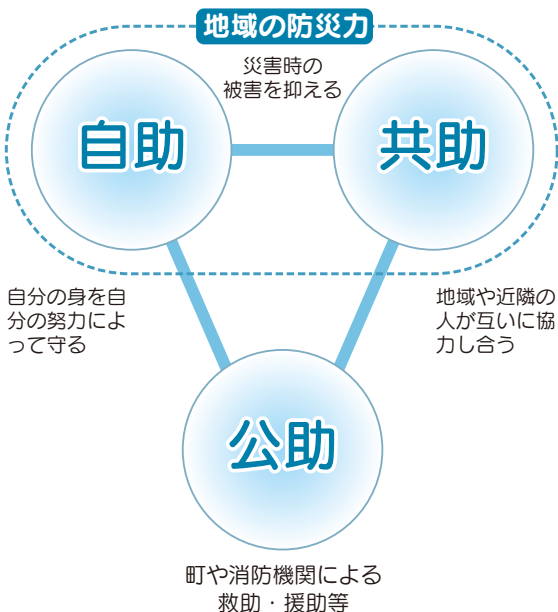 地域の防災力
災害時の
被害を抑える
自助
共助
自分の身を自
分の努力によ
って守る
地域や近隣の
人が互いに協
力し合う
公助
町や消防機関による
救助・援助等